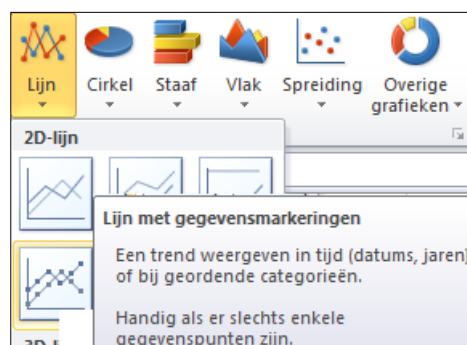 Lijn Cirkel Staaf Vlak Spreiding Overige
grafieken
2D-lijn
Lijn met gegevensmarkeringen
Een trend weergeven in tijd (datums, jaren)
of bij geordende categorieën.
Handig als er slechts enkele
gegevenspunten zijn.